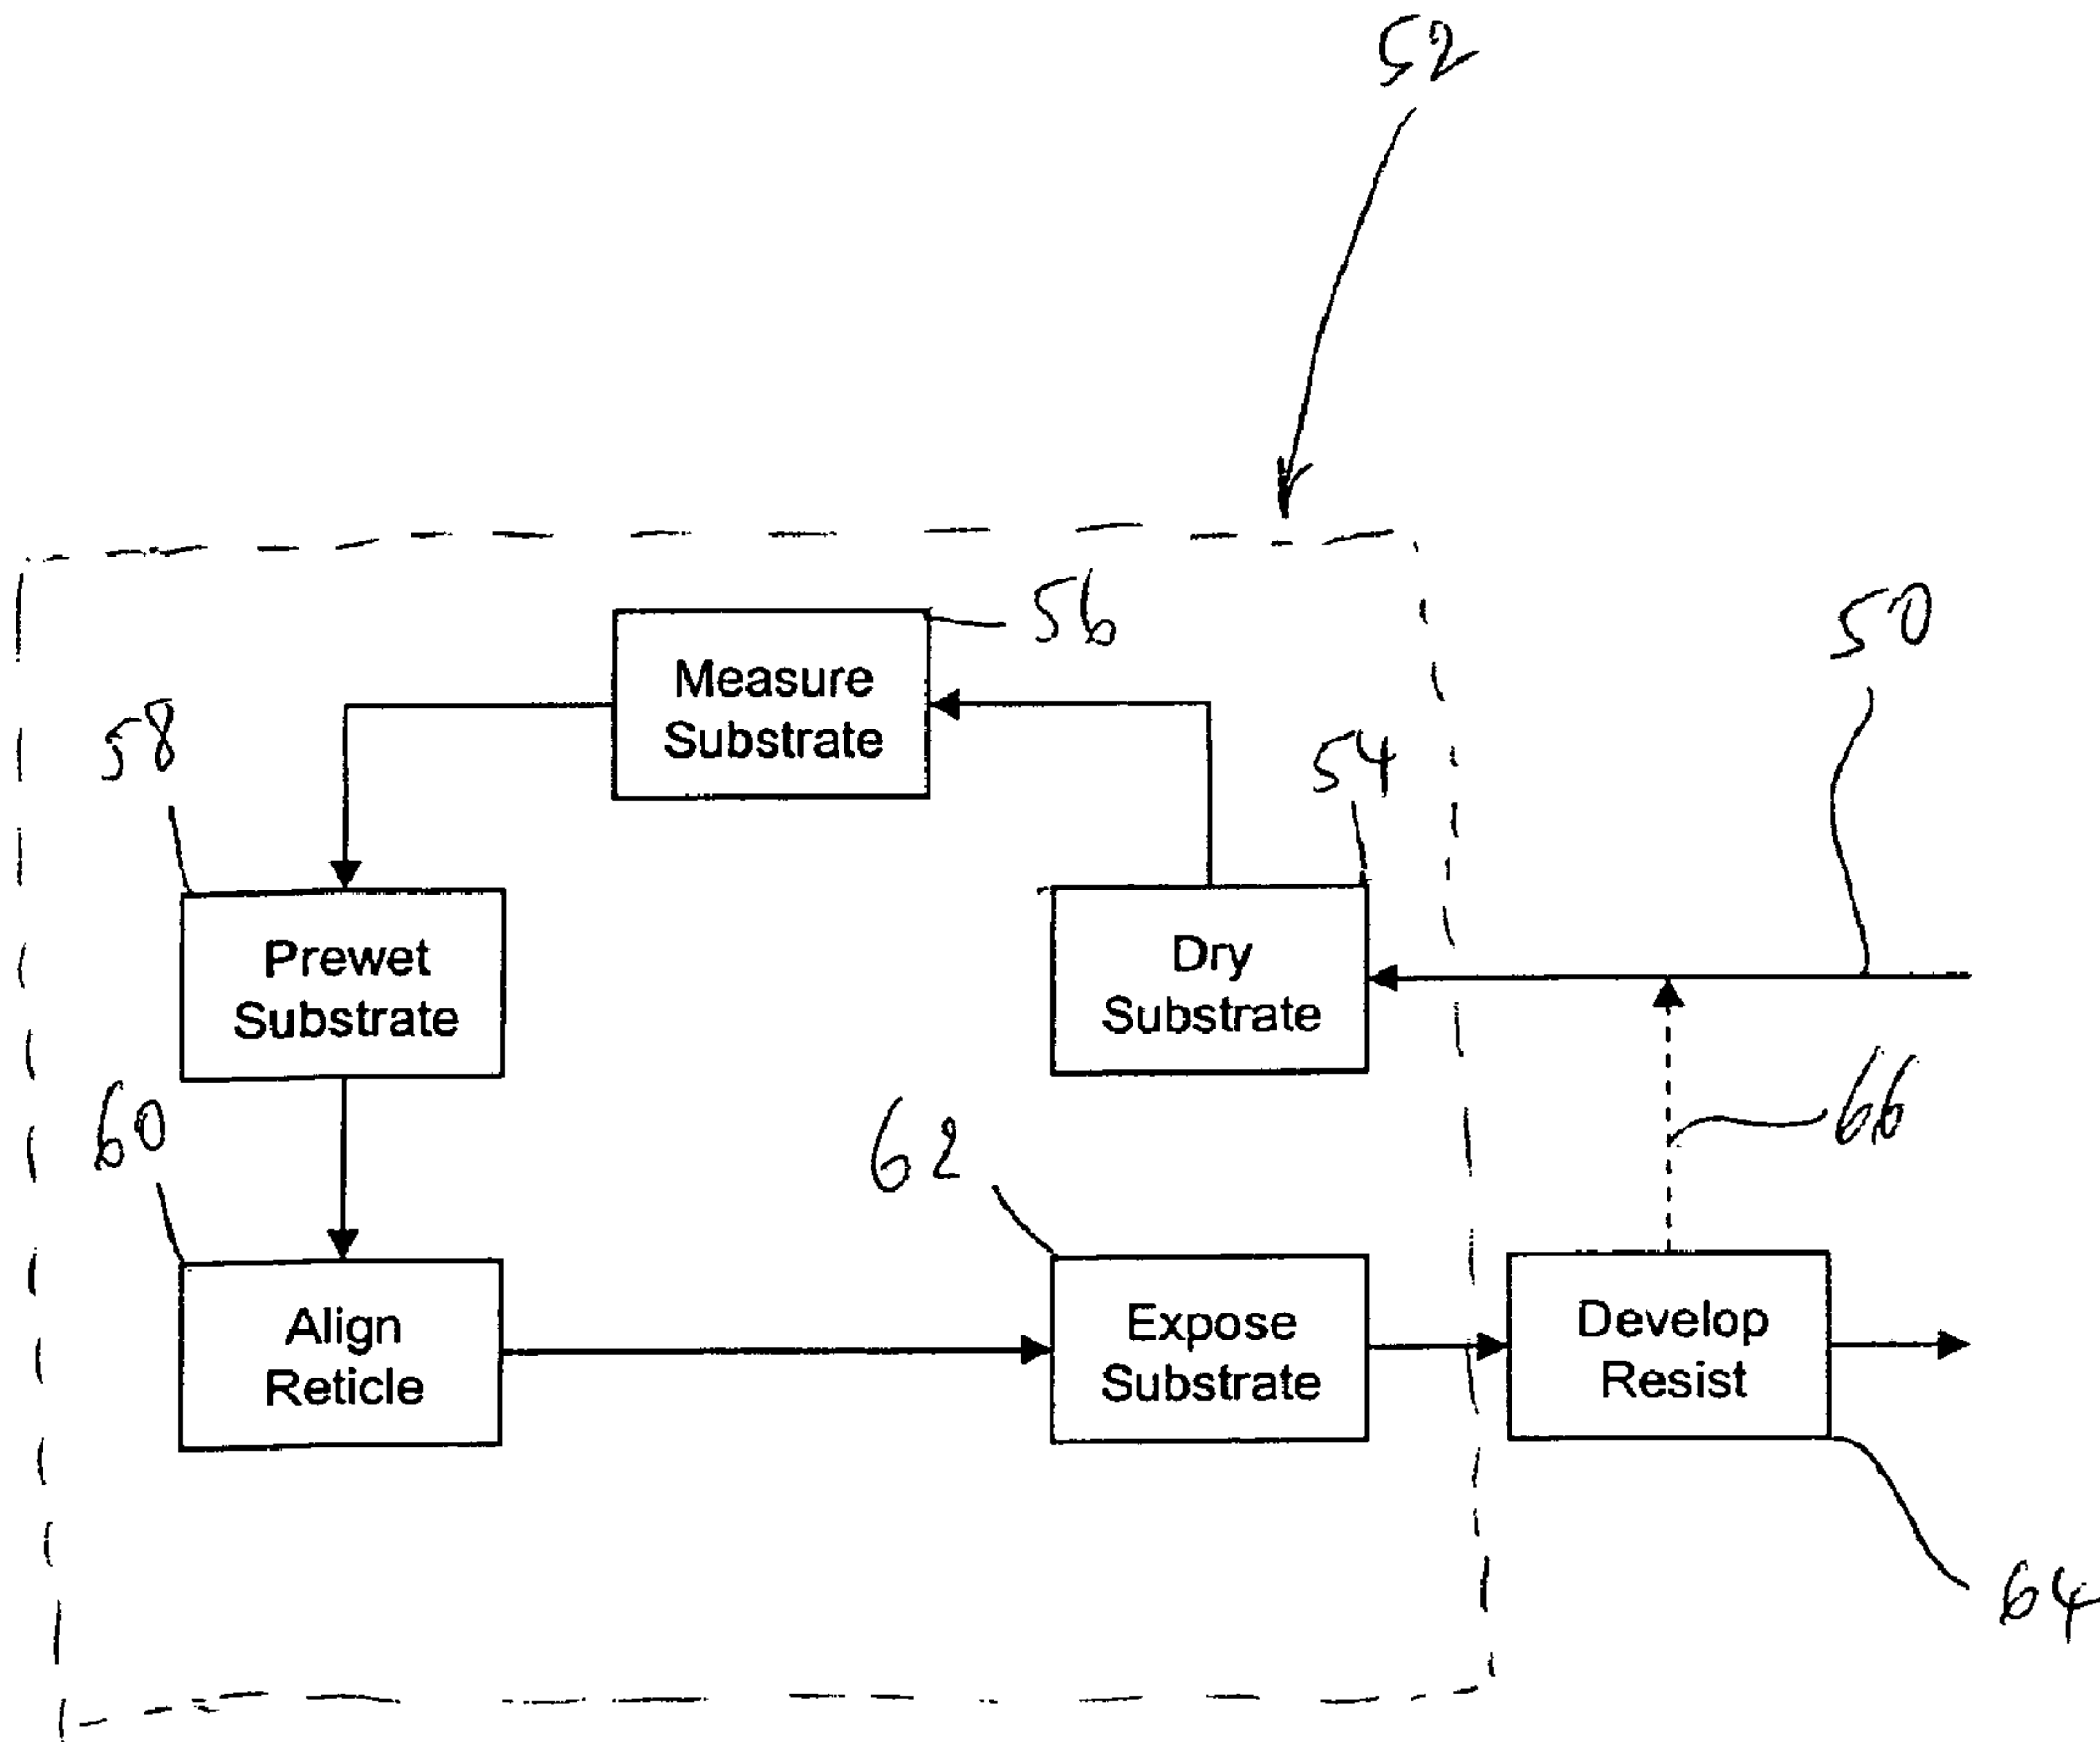 52
56
Measure
Substrate
50
58
54
Prewet
Substrate
Dry
Substrate
60
62
66
Align
Reticle
Expose
Substrate
Develop
Resist
64